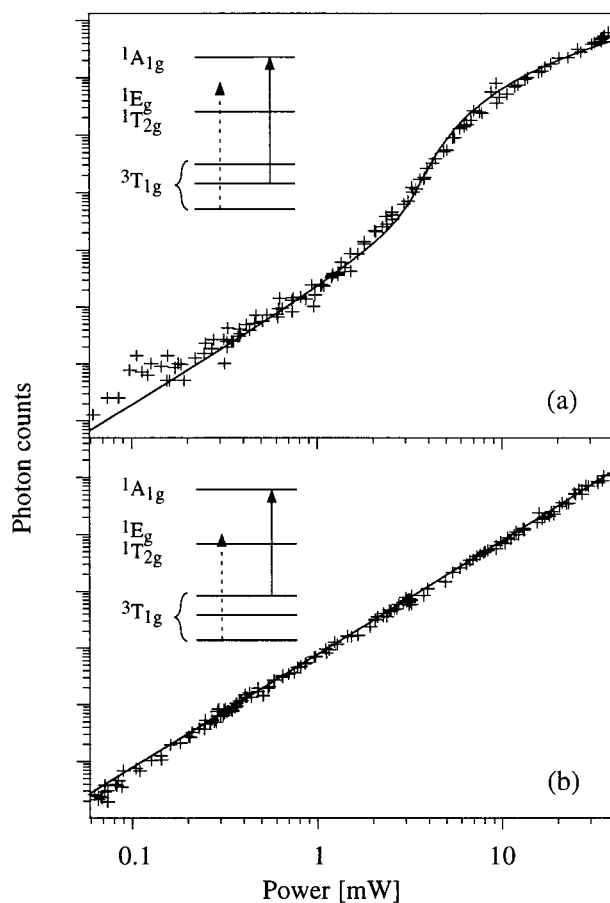 ¹A₁g
¹Eg
¹T₂g
³T₁g
(a)
Photon counts
¹A₁g
¹Eg
¹T₂g
³T₁g
(b)
0.1 1 10
Power [mW]